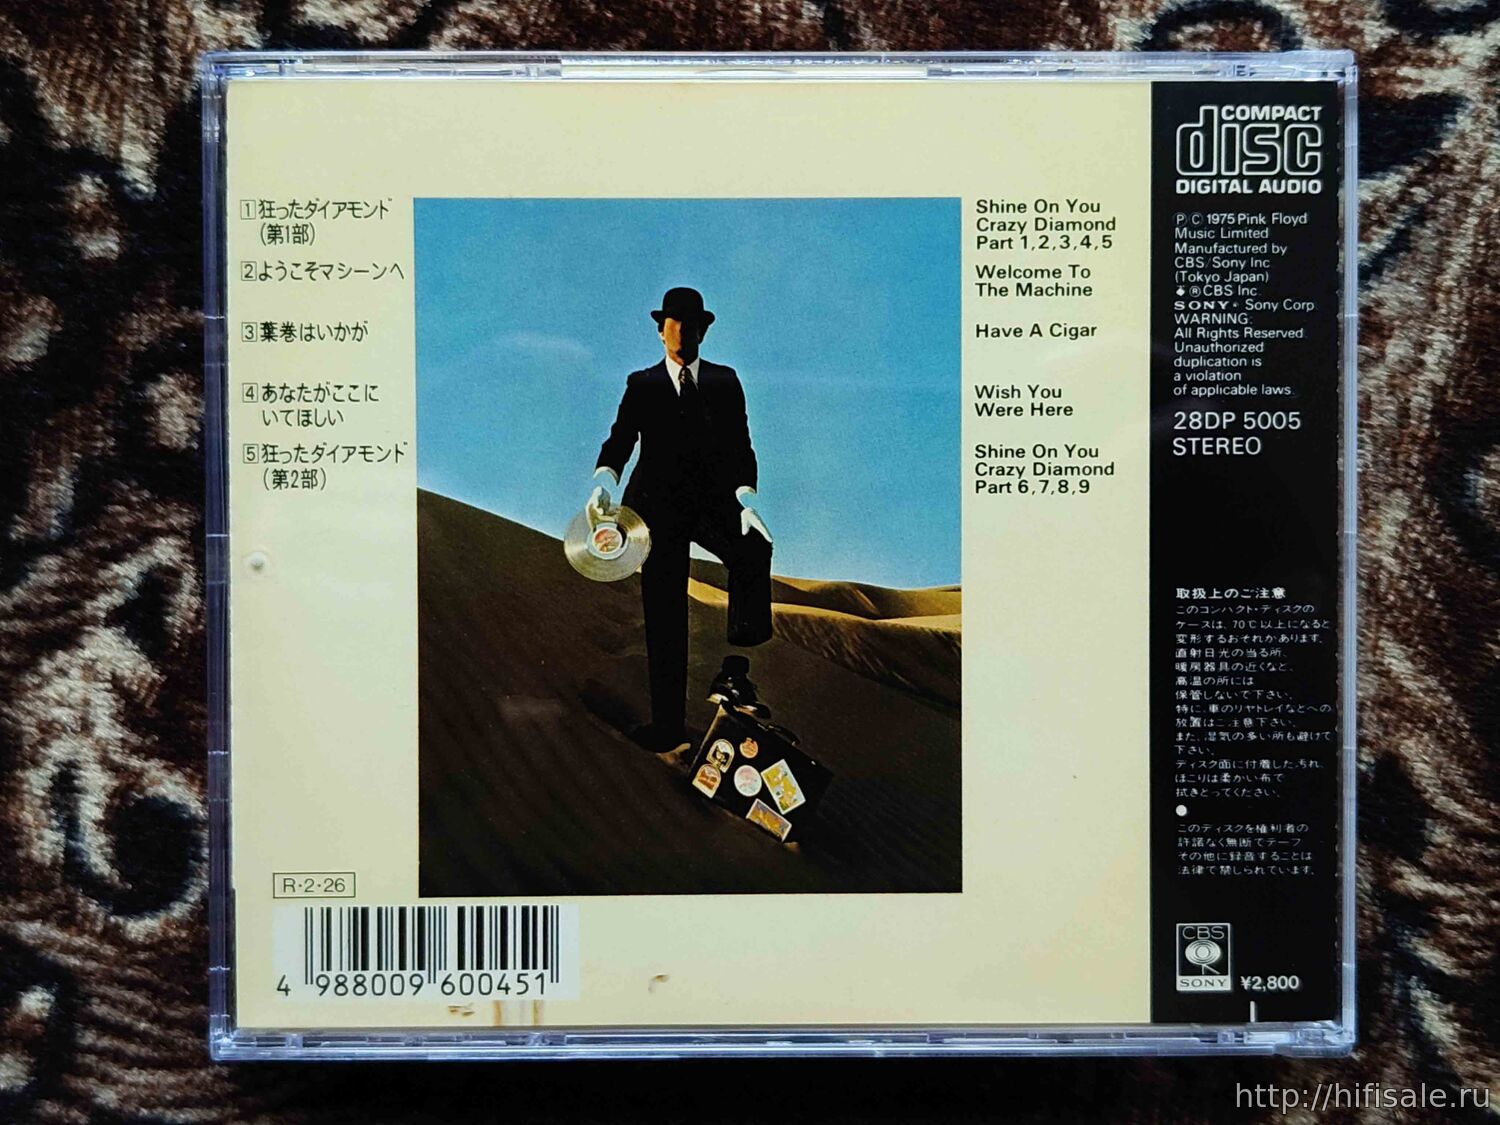 1 狂ったダイアモンド
(第1部)
2 ようこそマシーンへ
3 葉巻はいかが
4 あなたがここに
いてほしい
5 狂ったダイアモンド
(第2部)
Shine On You
Crazy Diamond
Part 1,2,3,4,5
Welcome To
The Machine
Have A Cigar
Wish You
Were Here
Shine On You
Crazy Diamond
Part 6,7,8,9
R・2・26
4 988009 600451
COMPACT
disc
DIGITAL AUDIO
Ⓟ Ⓒ 1975 Pink Floyd
Music Limited
Manufactured by
CBS/Sony Inc
(Tokyo Japan)
®CBS Inc.
SONY® Sony Corp
WARNING:
All Rights Reserved.
Unauthorized
duplication is
a violation
of applicable laws.
28DP 5005
STEREO
取扱上のご注意
このコンパクト・ディスクの
ケースは、70℃以上になると
変形するおそれがあります。
直射日光の当る所、
暖房器具の近くなど、
高温の所には
保管しないで下さい。
特に、車のリヤトレイなどへの
放置はご注意下さい。
また、湿気の多い所も避けて
下さい。
ディスク面に付着した汚れ、
ほこりは柔かい布で
拭きとってください。
このディスクを権利者の
許諾なく無断でテープ
その他に録音することは
法律で禁じられています。
CBS
SONY
¥2,800
http://hifisale.ru